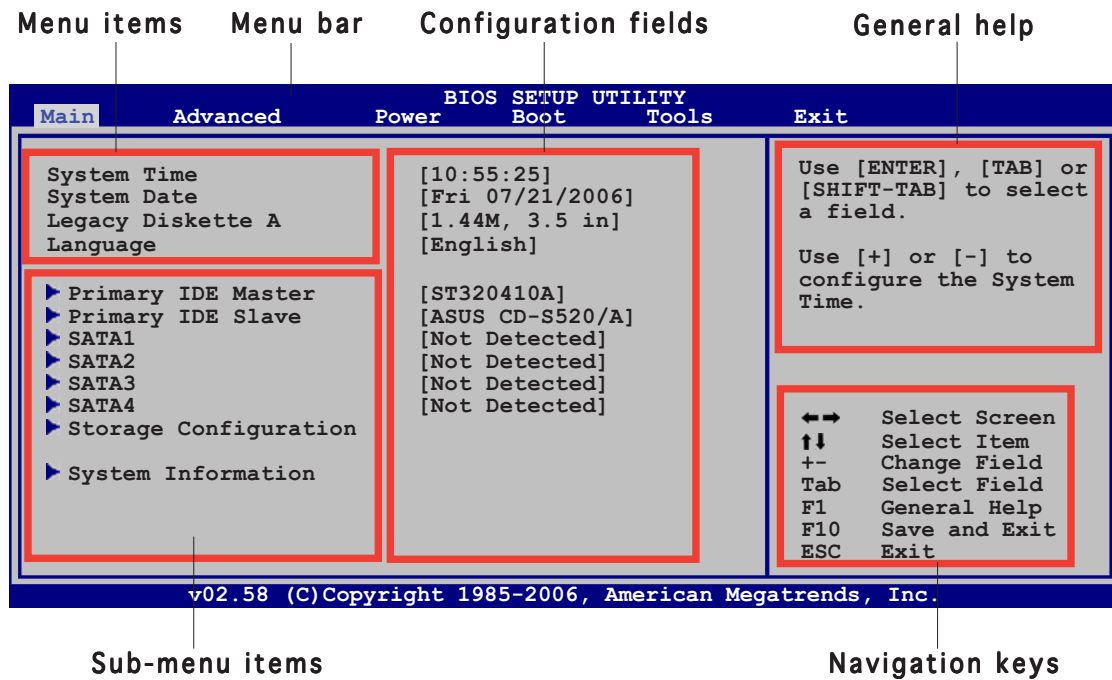 Menu items Menu bar Configuration fields General help
BIOS SETUP UTILITY
Main Advanced Power Boot Tools Exit
System Time [10:55:25]
System Date [Fri 07/21/2006]
Legacy Diskette A [1.44M, 3.5 in]
Language [English]
Primary IDE Master [ST320410A]
Primary IDE Slave [ASUS CD-S520/A]
SATA1 [Not Detected]
SATA2 [Not Detected]
SATA3 [Not Detected]
SATA4 [Not Detected]
Storage Configuration
System Information
Use [ENTER], [TAB] or
[SHIFT-TAB] to select
a field.
Use [+] or [-] to
configure the System
Time.
←→ Select Screen
↑↓ Select Item
+- Change Field
Tab Select Field
F1 General Help
F10 Save and Exit
ESC Exit
v02.58 (C)Copyright 1985-2006, American Megatrends, Inc.
Sub-menu items Navigation keys